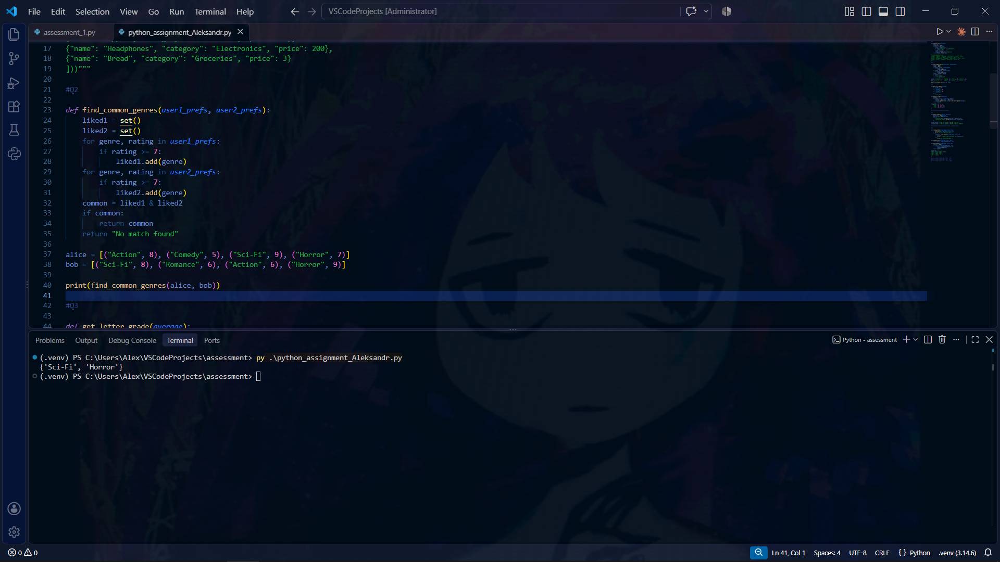 File Edit Selection View Go Run Terminal Help
VSCodeProjects [Administrator]
assessment_1.py
python_assignment_Aleksandr.py
17 {"name": "Headphones", "category": "Electronics", "price": 200},
18 {"name": "Bread", "category": "Groceries", "price": 3}
19 ]))"""
20
21 #Q2
22
23 def find_common_genres(user1_prefs, user2_prefs):
24 liked1 = set()
25 liked2 = set()
26 for genre, rating in user1_prefs:
27 if rating >= 7:
28 liked1.add(genre)
29 for genre, rating in user2_prefs:
30 if rating >= 7:
31 liked2.add(genre)
32 common = liked1 & liked2
33 if common:
34 return common
35 return "No match found"
36
37 alice = [("Action", 8), ("Comedy", 5), ("Sci-Fi", 9), ("Horror", 7)]
38 bob = [("Sci-Fi", 8), ("Romance", 6), ("Action", 6), ("Horror", 9)]
39
40 print(find_common_genres(alice, bob))
41
42 #Q3
43
44 def get_letter_grade(average):
Problems Output Debug Console Terminal Ports
Python - assessment
(.venv) PS C:\Users\Alex\VSCodeProjects\assessment> py .\python_assignment_Aleksandr.py
{'Sci-Fi', 'Horror'}
(.venv) PS C:\Users\Alex\VSCodeProjects\assessment>
0 0
Ln 41, Col 1 Spaces: 4 UTF-8 CRLF { } Python .venv (3.14.6)